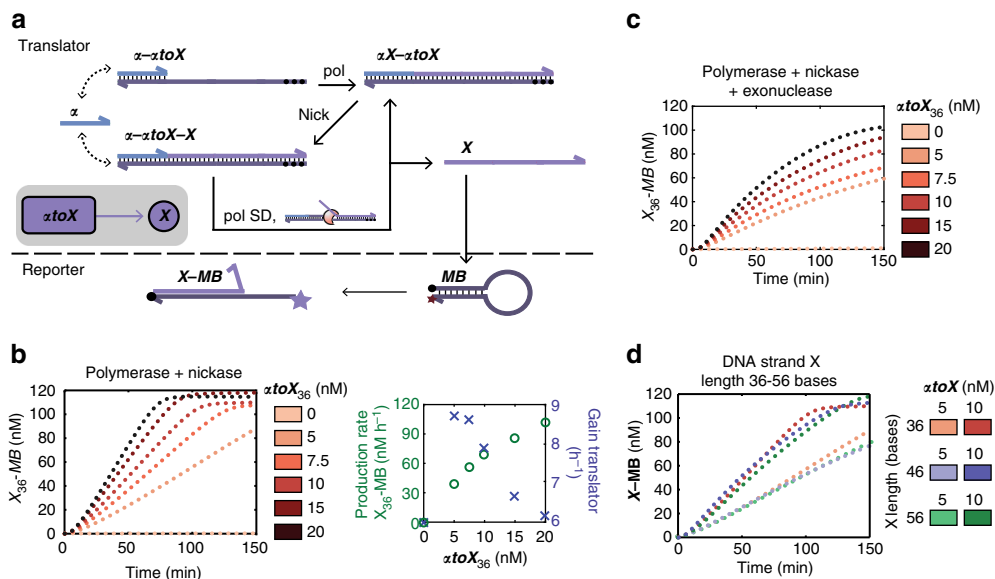 a
Translator
α–αtoX
pol
αX–αtoX
Nick
α
α–αtoX–X
X
αtoX
X
pol SD,
Reporter
X–MB
MB
b
Polymerase + nickase
X36-MB (nM)
120
100
80
60
40
20
0
0
50
100
150
Time (min)
αtoX36 (nM)
0
5
7.5
10
15
20
Production rate
X36-MB (nM h−1)
120
90
60
30
0
0
5
10
15
20
αtoX36 (nM)
9
8
7
6
Gain translator
(h−1)
c
Polymerase + nickase
+ exonuclease
X36-MB (nM)
120
100
80
60
40
20
0
0
50
100
150
Time (min)
αtoX36 (nM)
0
5
7.5
10
15
20
d
DNA strand X
length 36-56 bases
X–MB (nM)
120
100
80
60
40
20
0
0
50
100
150
Time (min)
αtoX (nM)
5 10
36
5 10
46
5 10
56
X length (bases)